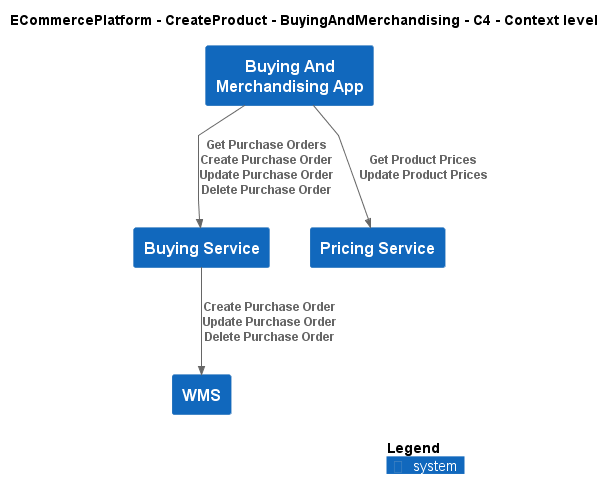 ECommercePlatform - CreateProduct - BuyingAndMerchandising - C4 - Context level
Buying And
Merchandising App
Get Purchase Orders
Create Purchase Order
Update Purchase Order
Delete Purchase Order
Get Product Prices
Update Product Prices
Buying Service
Pricing Service
Create Purchase Order
Update Purchase Order
Delete Purchase Order
WMS
Legend
system